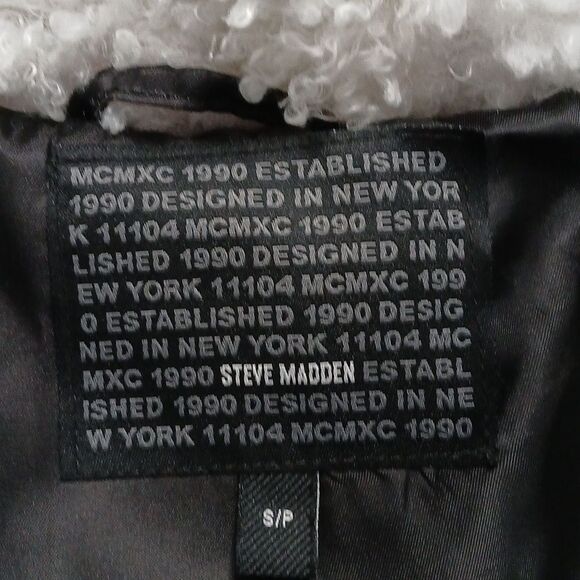 MCMXC 1990 ESTABLISHED
1990 DESIGNED IN NEW YOR
K 11104 MCMXC 1990 ESTAB
LISHED 1990 DESIGNED IN N
EW YORK 11104 MCMXC 199
0 ESTABLISHED 1990 DESIG
NED IN NEW YORK 11104 MC
MXC 1990 STEVE MADDEN ESTABL
ISHED 1990 DESIGNED IN NE
W YORK 11104 MCMXC 1990
S/P